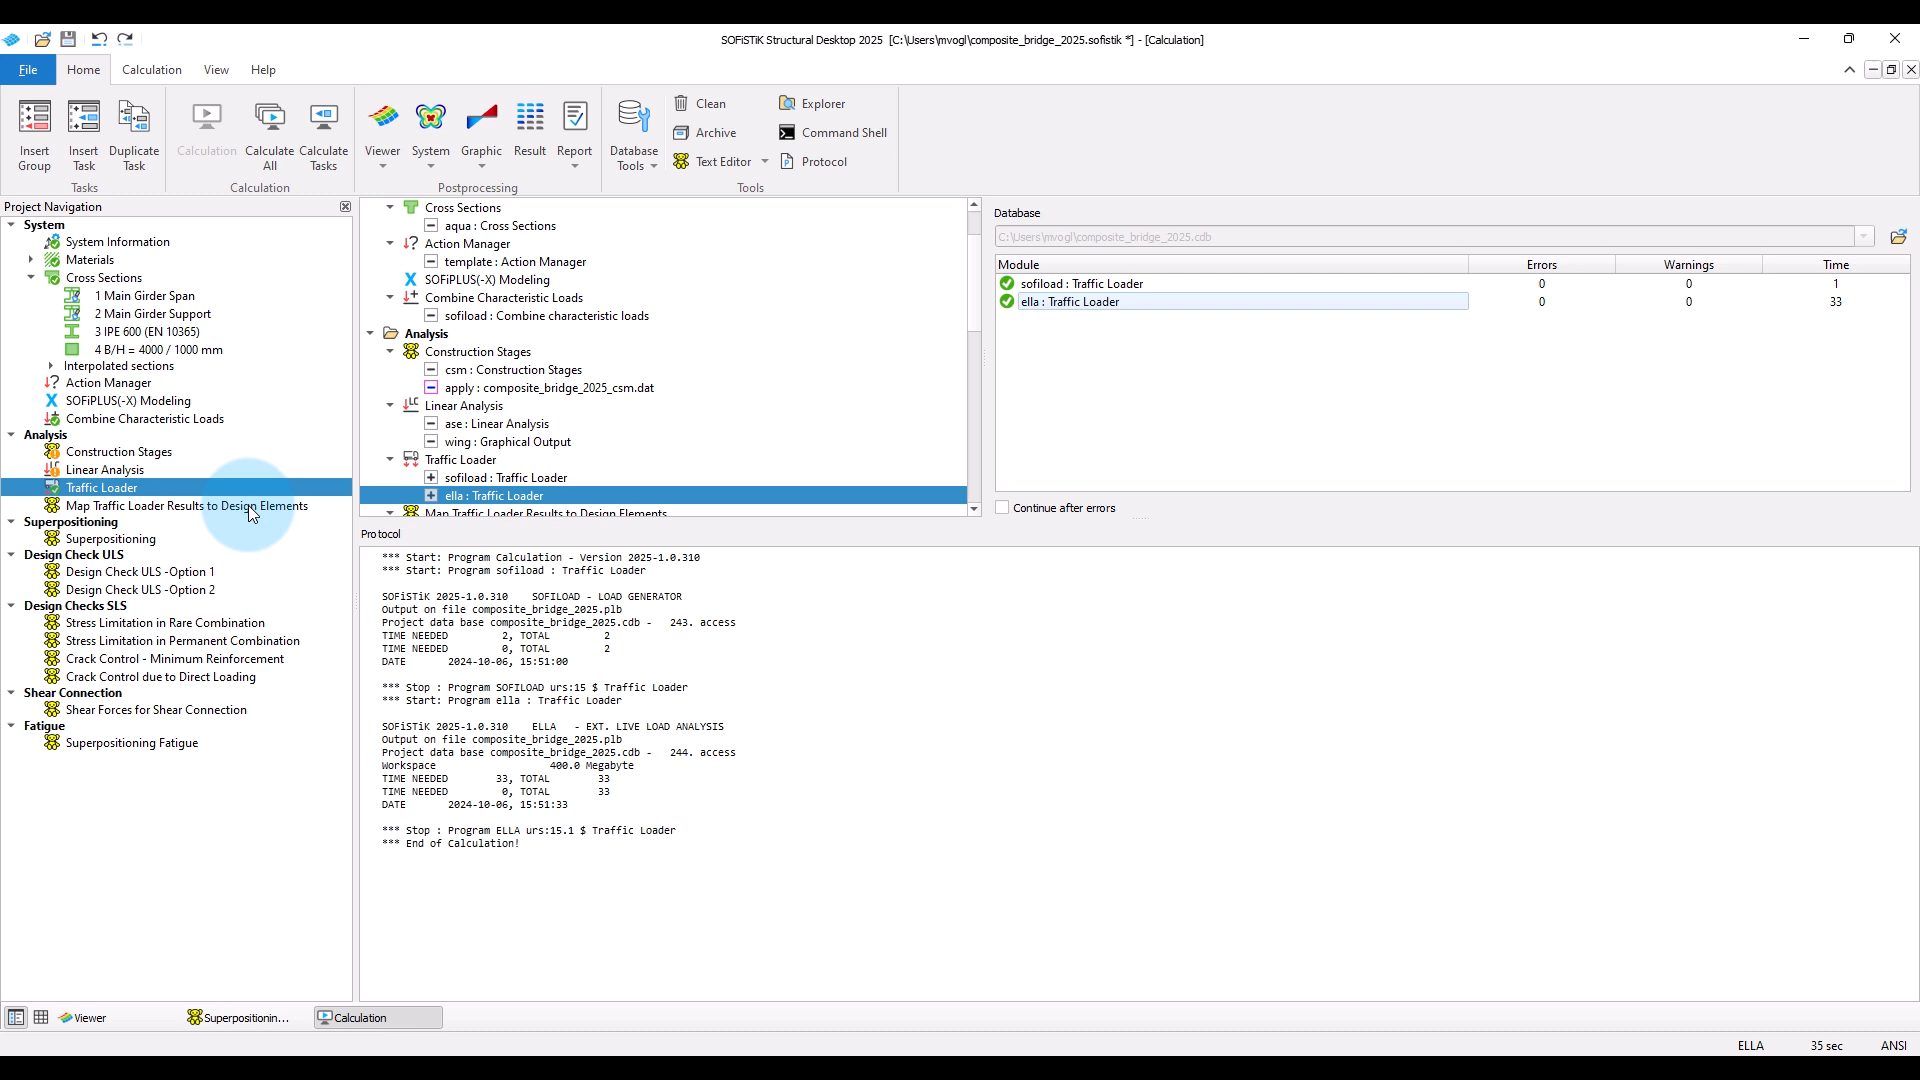 SOFiSTiK Structural Desktop 2025 [C:\Users\mvogl\composite_bridge_2025.sofistik *] - [Calculation]
File Home Calculation View Help
Insert Group
Insert Task
Duplicate Task
Calculation
Calculate All
Calculate Tasks
Viewer
System
Graphic
Result
Report
Database Tools
Clean
Archive
Text Editor
Explorer
Command Shell
Protocol
Tasks
Calculation
Postprocessing
Tools
Project Navigation
System
System Information
Materials
Cross Sections
1 Main Girder Span
2 Main Girder Support
3 IPE 600 (EN 10365)
4 B/H = 4000 / 1000 mm
Interpolated sections
Action Manager
SOFiPLUS(-X) Modeling
Combine Characteristic Loads
Analysis
Construction Stages
Linear Analysis
Traffic Loader
Map Traffic Loader Results to Design Elements
Superpositioning
Superpositioning
Design Check ULS
Design Check ULS -Option 1
Design Check ULS -Option 2
Design Checks SLS
Stress Limitation in Rare Combination
Stress Limitation in Permanent Combination
Crack Control - Minimum Reinforcement
Crack Control due to Direct Loading
Shear Connection
Shear Forces for Shear Connection
Fatigue
Superpositioning Fatigue
Cross Sections
aqua : Cross Sections
Action Manager
template : Action Manager
SOFiPLUS(-X) Modeling
Combine Characteristic Loads
sofiload : Combine characteristic loads
Analysis
Construction Stages
csm : Construction Stages
apply : composite_bridge_2025_csm.dat
Linear Analysis
ase : Linear Analysis
wing : Graphical Output
Traffic Loader
sofiload : Traffic Loader
ella : Traffic Loader
Map Traffic Loader Results to Design Elements
Database
C:\Users\mvogl\composite_bridge_2025.cdb
Module Errors Warnings Time
sofiload : Traffic Loader 0 0 1
ella : Traffic Loader 0 0 33
Continue after errors
Protocol
*** Start: Program Calculation - Version 2025-1.0.310
*** Start: Program sofiload : Traffic Loader
SOFiSTiK 2025-1.0.310 SOFILOAD - LOAD GENERATOR
Output on file composite_bridge_2025.plb
Project data base composite_bridge_2025.cdb - 243. access
TIME NEEDED 2, TOTAL 2
TIME NEEDED 0, TOTAL 2
DATE 2024-10-06, 15:51:00
*** Stop : Program SOFILOAD urs:15 $ Traffic Loader
*** Start: Program ella : Traffic Loader
SOFiSTiK 2025-1.0.310 ELLA - EXT. LIVE LOAD ANALYSIS
Output on file composite_bridge_2025.plb
Project data base composite_bridge_2025.cdb - 244. access
Workspace 400.0 Megabyte
TIME NEEDED 33, TOTAL 33
TIME NEEDED 0, TOTAL 33
DATE 2024-10-06, 15:51:33
*** Stop : Program ELLA urs:15.1 $ Traffic Loader
*** End of Calculation!
Viewer
Superpositionin...
Calculation
ELLA 35 sec ANSI